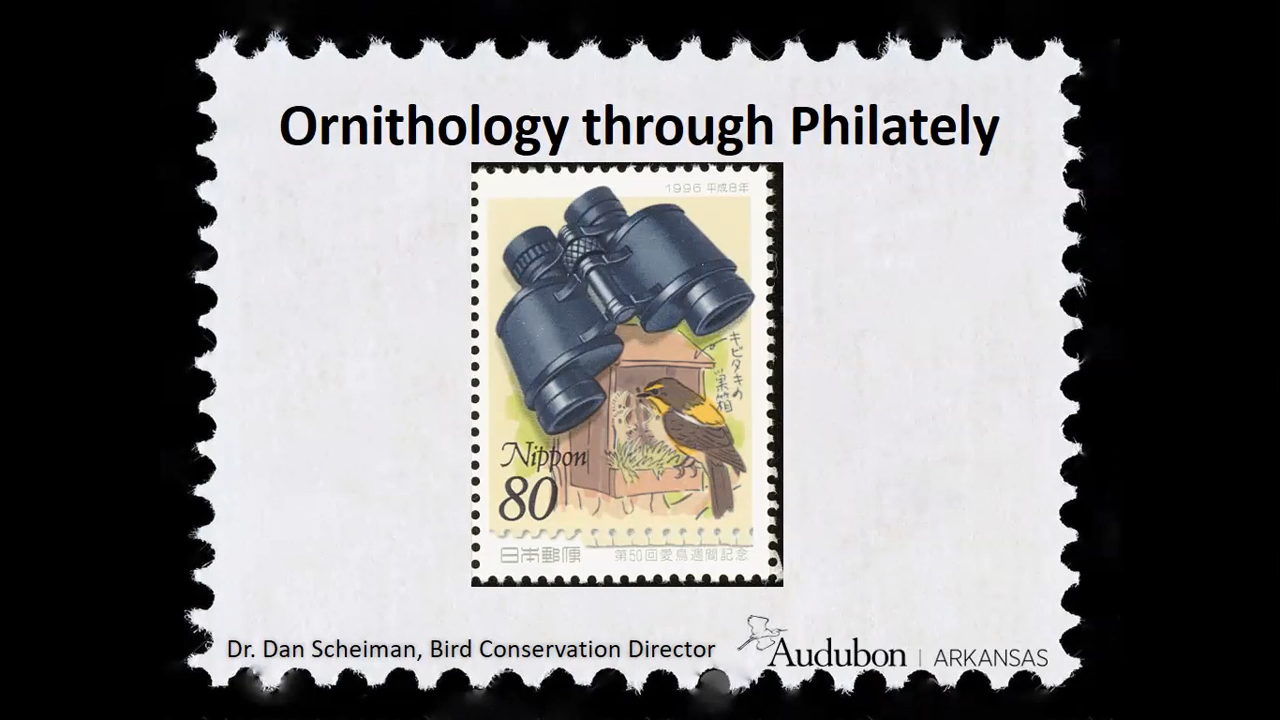 Ornithology through Philately
1996 平成8年
キビタキの
巣箱
Nippon
80
日本郵便
第50回愛鳥週間記念
Dr. Dan Scheiman, Bird Conservation Director
Audubon | ARKANSAS